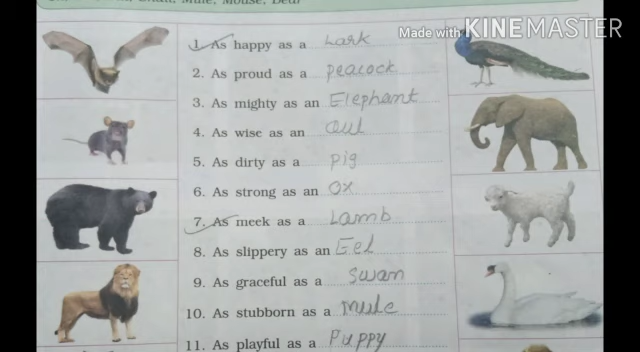 Made with KINEMASTER
Mule, Mouse, Bear
1. As happy as a Lark
2. As proud as a peacock
3. As mighty as an Elephant
4. As wise as an Owl
5. As dirty as a pig
6. As strong as an Ox
7. As meek as a Lamb
8. As slippery as an Eel
9. As graceful as a Swan
10. As stubborn as a mule
11. As playful as a Puppy